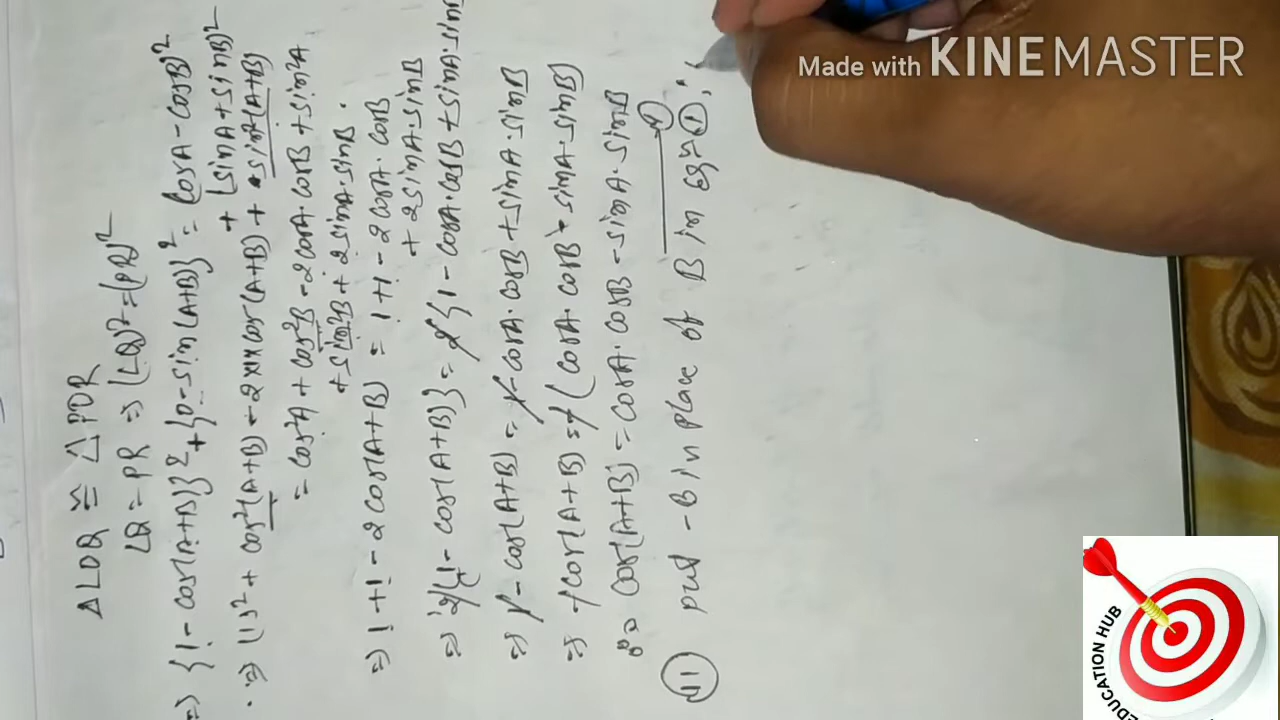 △LOQ ≅ △POR
LQ = PR ⇒ (LQ)² = (PR)²
⇒ {1 - cos(A+B)}² + {0 - sin(A+B)}² = (cosA - cosB)²
+ (sinA + sinB)²
⇒ (1)² + cos²(A+B) - 2×1×cos(A+B) + sin²(A+B)
= cos²A + cos²B - 2cosA·cosB + sin²A
+ sin²B + 2sinA·sinB.
⇒ 1+1 - 2cos(A+B) = 1+1 - 2cosA·cosB
+ 2sinA·sinB
⇒ 2{1 - cos(A+B)} = 2{1 - cosA·cosB + sinA·sinB
⇒ 1 - cos(A+B) = 1 - cosA·cosB + sinA·sinB
⇒ -cos(A+B) = -(cosA·cosB - sinA·sinB)
cos(A+B) = cosA·cosB - sinA·sinB
(ii) put -B in place of B in eqn (1)
Made with KINEMASTER
EDUCATION HUB